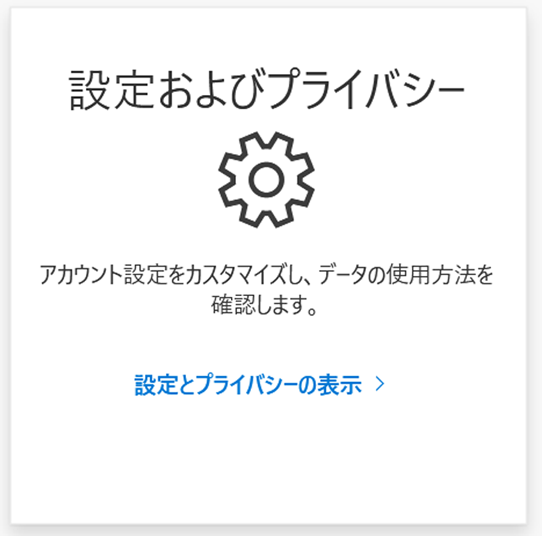 設定およびプライバシー
アカウント設定をカスタマイズし、データの使用方法を
確認します。
設定とプライバシーの表示 >